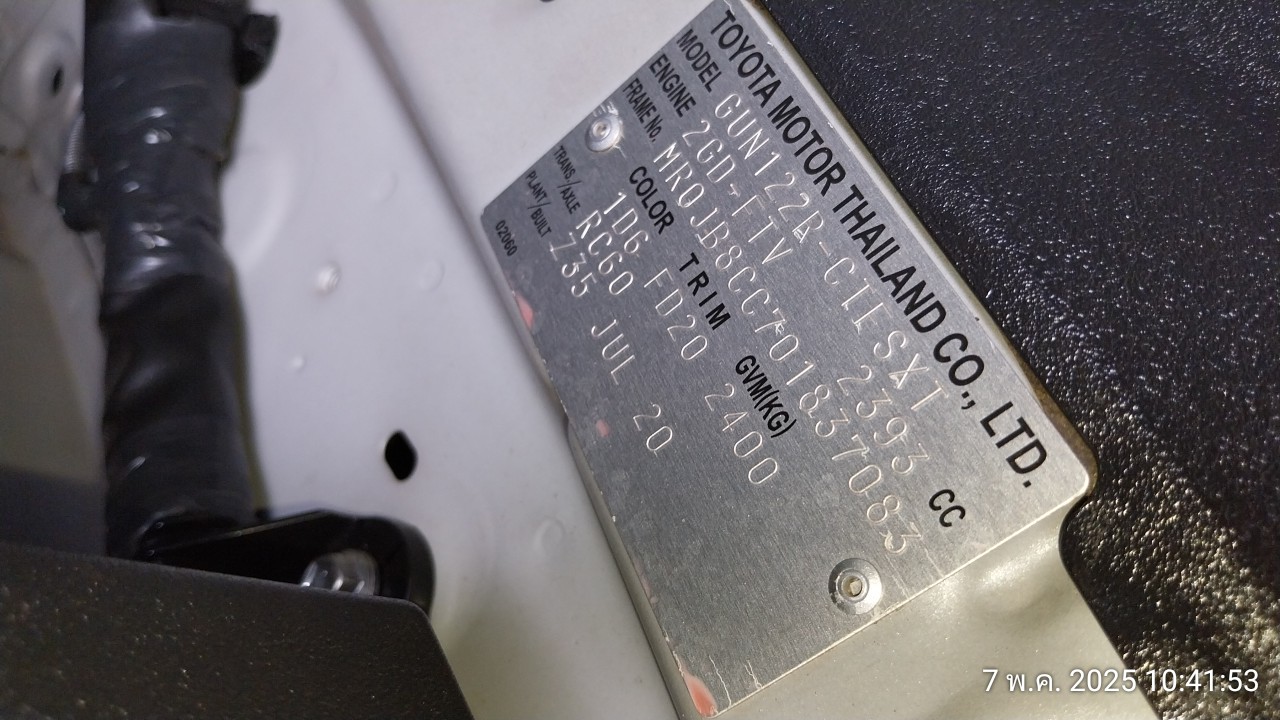 TOYOTA MOTOR THAILAND CO., LTD.
MODEL GUN122R-CTFSXT
ENGINE 2GD-FTV 2393 CC
FRAME No. MR0JB8CC701837083
COLOR TRIM GVM(KG)
1D6 FD20 2400
TRANS/AXLE RC60
PLANT/BUILT Z35 JUL 20
02060
7 พ.ค. 2025 10:41:53